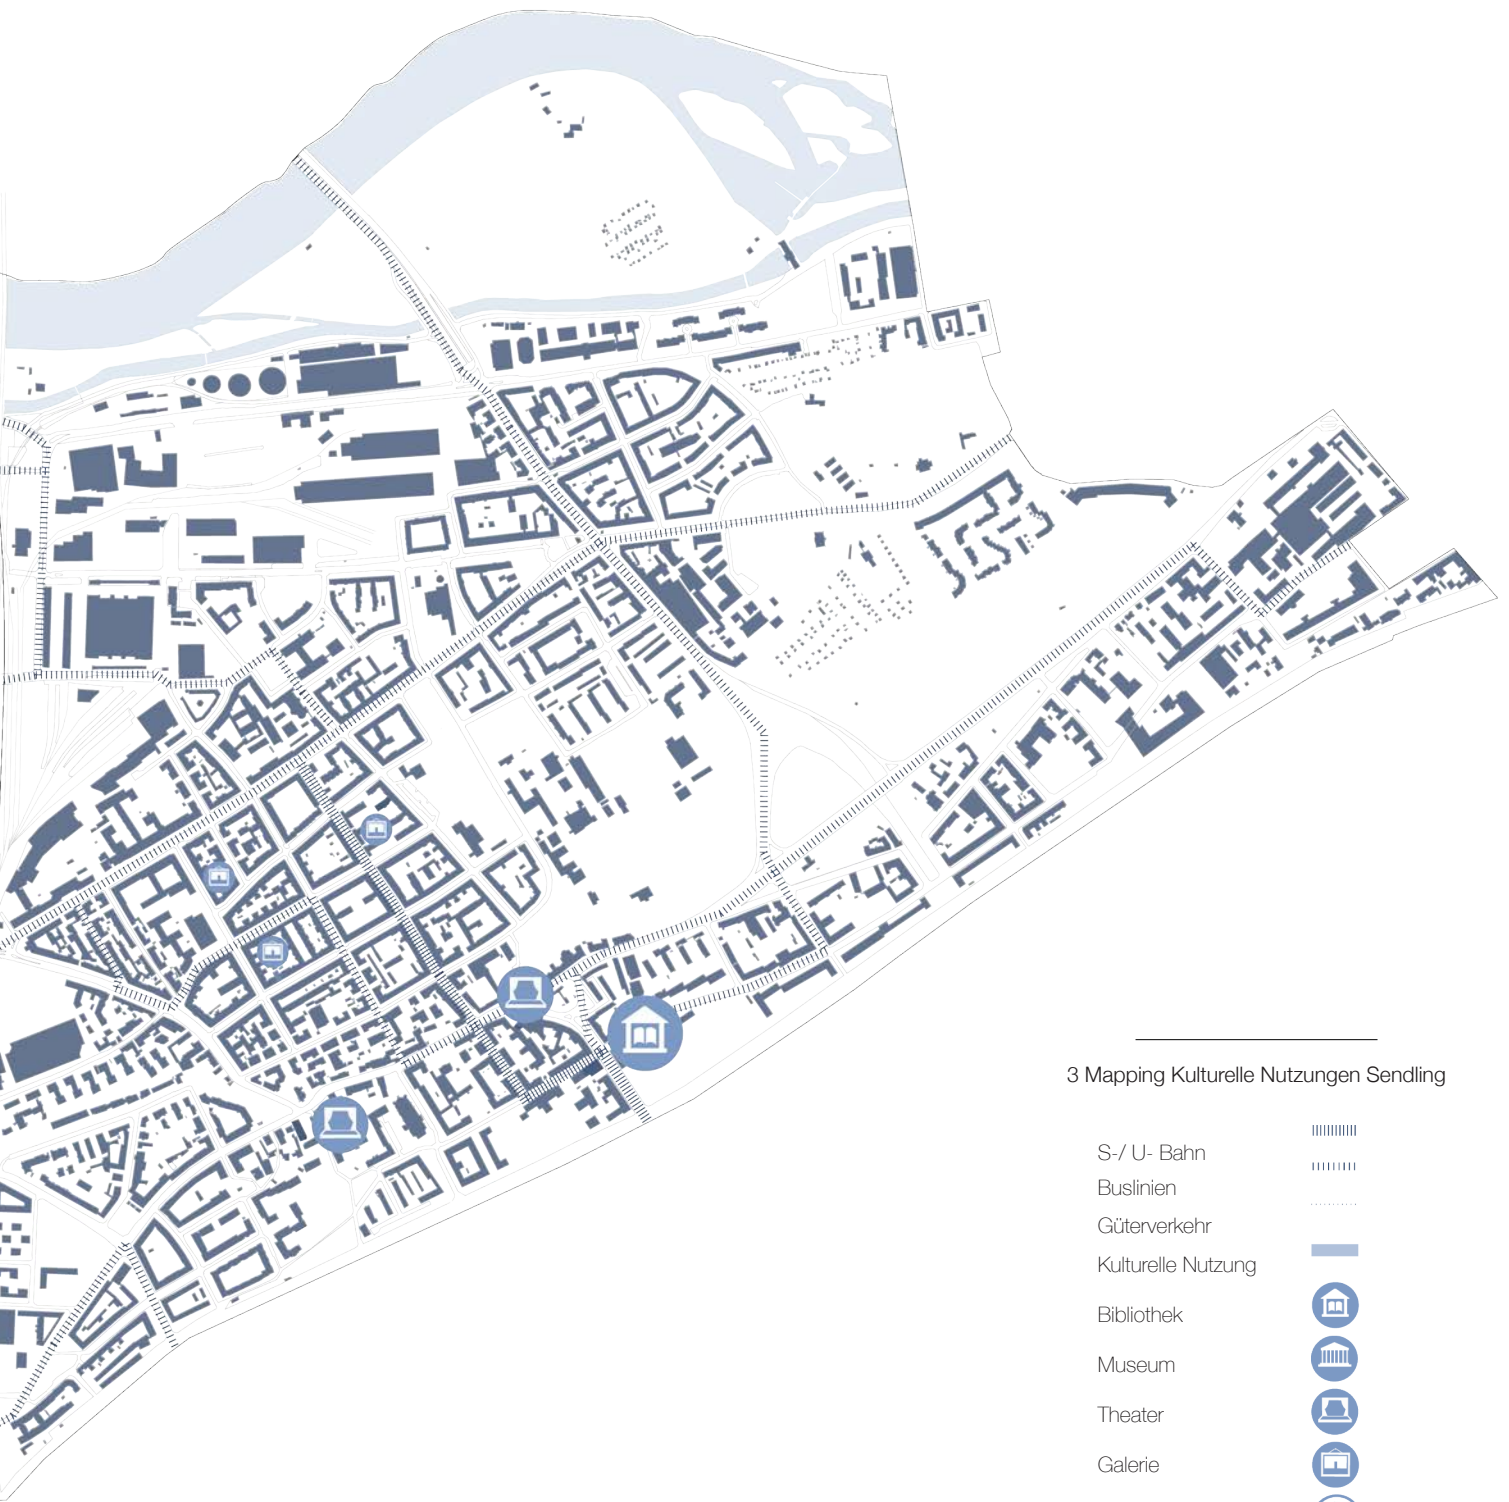 3 Mapping Kulturelle Nutzungen Sendling
S-/ U- Bahn
Buslinien
Güterverkehr
Kulturelle Nutzung
Bibliothek
Museum
Theater
Galerie